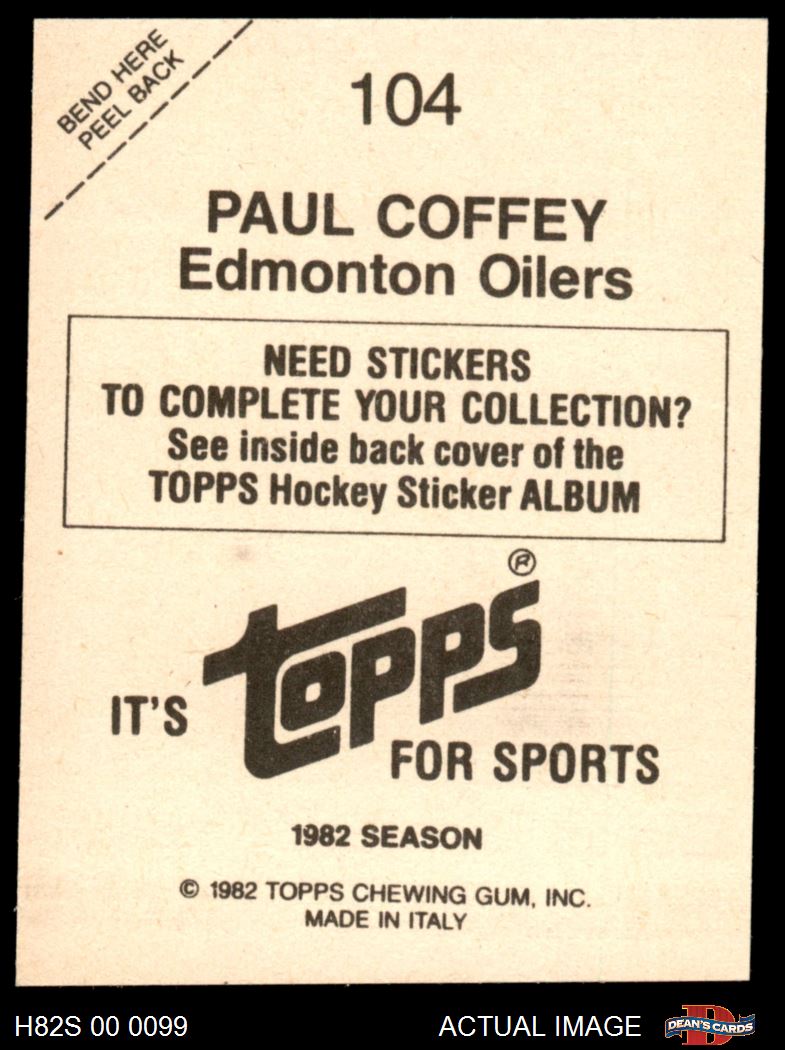 BEND HERE
PEEL BACK
104
PAUL COFFEY
Edmonton Oilers
NEED STICKERS
TO COMPLETE YOUR COLLECTION?
See inside back cover of the
TOPPS Hockey Sticker ALBUM
IT'S topps®
FOR SPORTS
1982 SEASON
© 1982 TOPPS CHEWING GUM, INC.
MADE IN ITALY
H82S 00 0099 ACTUAL IMAGE D DEAN'S CARDS